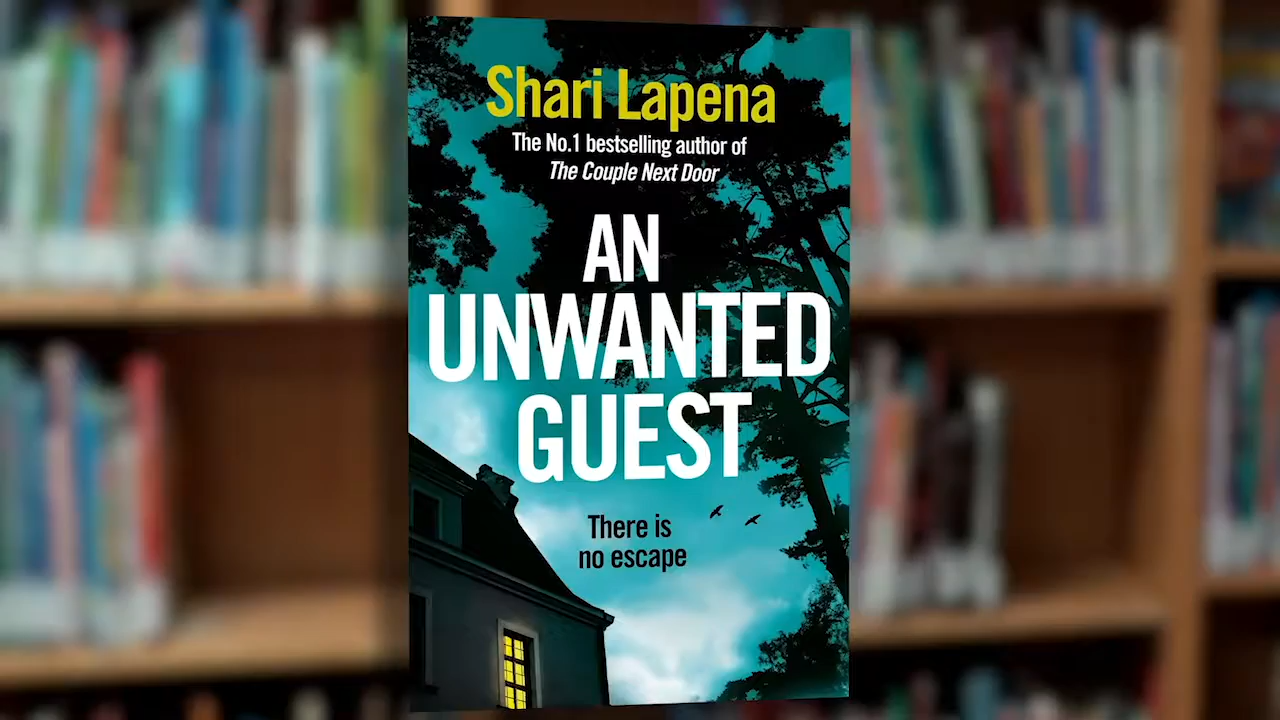 Shari Lapena
The No.1 bestselling author of
The Couple Next Door
AN
UNWANTED
GUEST
There is
no escape